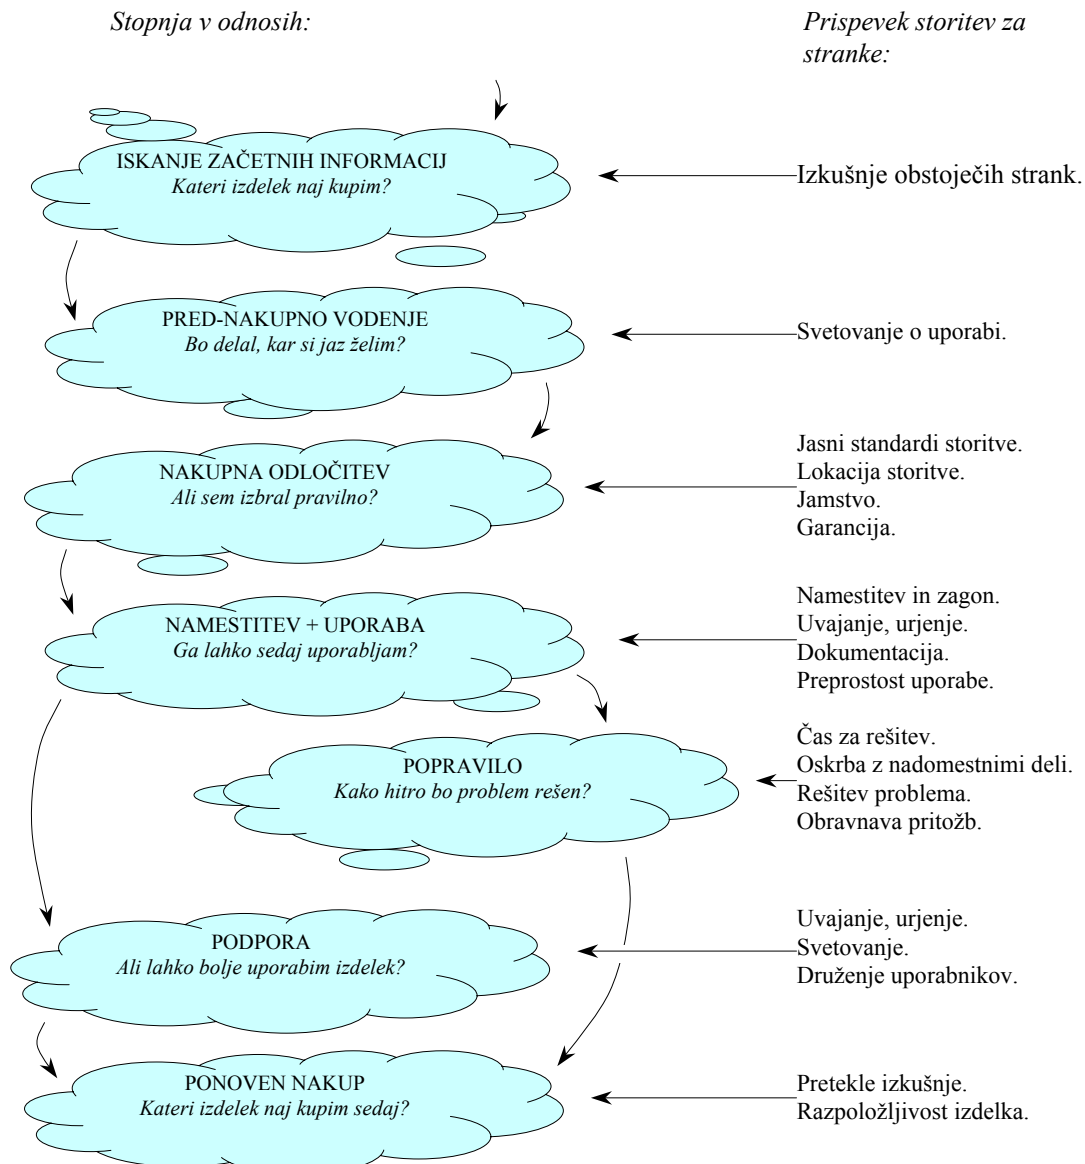 Stopnja v odnosih:
Prispevek storitev za
stranke:
ISKANJE ZAČETNIH INFORMACIJ
Kateri izdelek naj kupim?
Izkušnje obstoječih strank.
PRED-NAKUPNO VODENJE
Bo delal, kar si jaz želim?
Svetovanje o uporabi.
NAKUPNA ODLOČITEV
Ali sem izbral pravilno?
Jasni standardi storitve.
Lokacija storitve.
Jamstvo.
Garancija.
NAMESTITEV + UPORABA
Ga lahko sedaj uporabljam?
Namestitev in zagon.
Uvajanje, urjenje.
Dokumentacija.
Preprostost uporabe.
POPRAVILO
Kako hitro bo problem rešen?
Čas za rešitev.
Oskrba z nadomestnimi deli.
Rešitev problema.
Obravnava pritožb.
PODPORA
Ali lahko bolje uporabim izdelek?
Uvajanje, urjenje.
Svetovanje.
Druženje uporabnikov.
PONOVEN NAKUP
Kateri izdelek naj kupim sedaj?
Pretekle izkušnje.
Razpoložljivost izdelka.